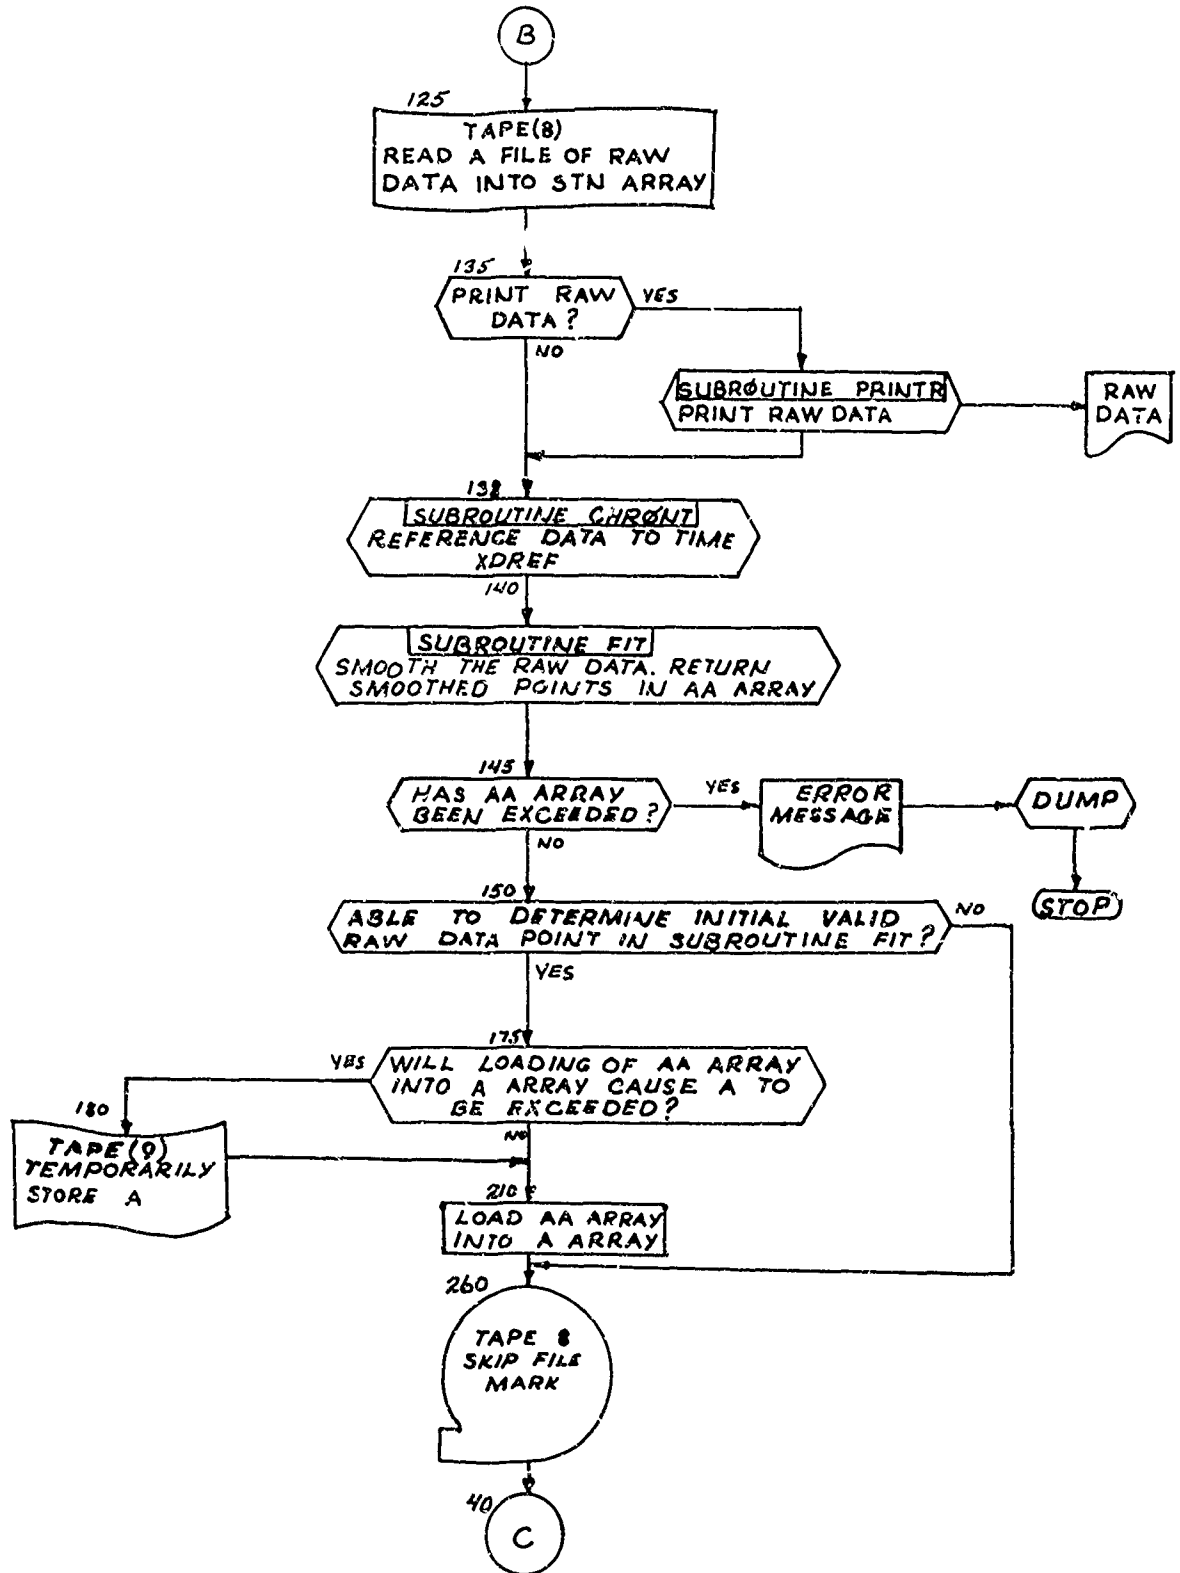 B
125
TAPE(8)
READ A FILE OF RAW
DATA INTO STN ARRAY
135
PRINT RAW
DATA?
YES
NO
SUBRØUTINE PRINTR
PRINT RAW DATA
RAW
DATA
138
SUBROUTINE CHRØNT
REFERENCE DATA TO TIME
XDREF
140
SUBROUTINE FIT
SMOOTH THE RAW DATA. RETURN
SMOOTHED POINTS IN AA ARRAY
145
HAS AA ARRAY
BEEN EXCEEDED?
YES
NO
ERROR
MESSAGE
DUMP
STOP
150
ABLE TO DETERMINE INITIAL VALID
RAW DATA POINT IN SUBROUTINE FIT?
NO
YES
175
YES
WILL LOADING OF AA ARRAY
INTO A ARRAY CAUSE A TO
BE EXCEEDED?
NO
180
TAPE(9)
TEMPORARILY
STORE A
210
LOAD AA ARRAY
INTO A ARRAY
260
TAPE 8
SKIP FILE
MARK
40
C